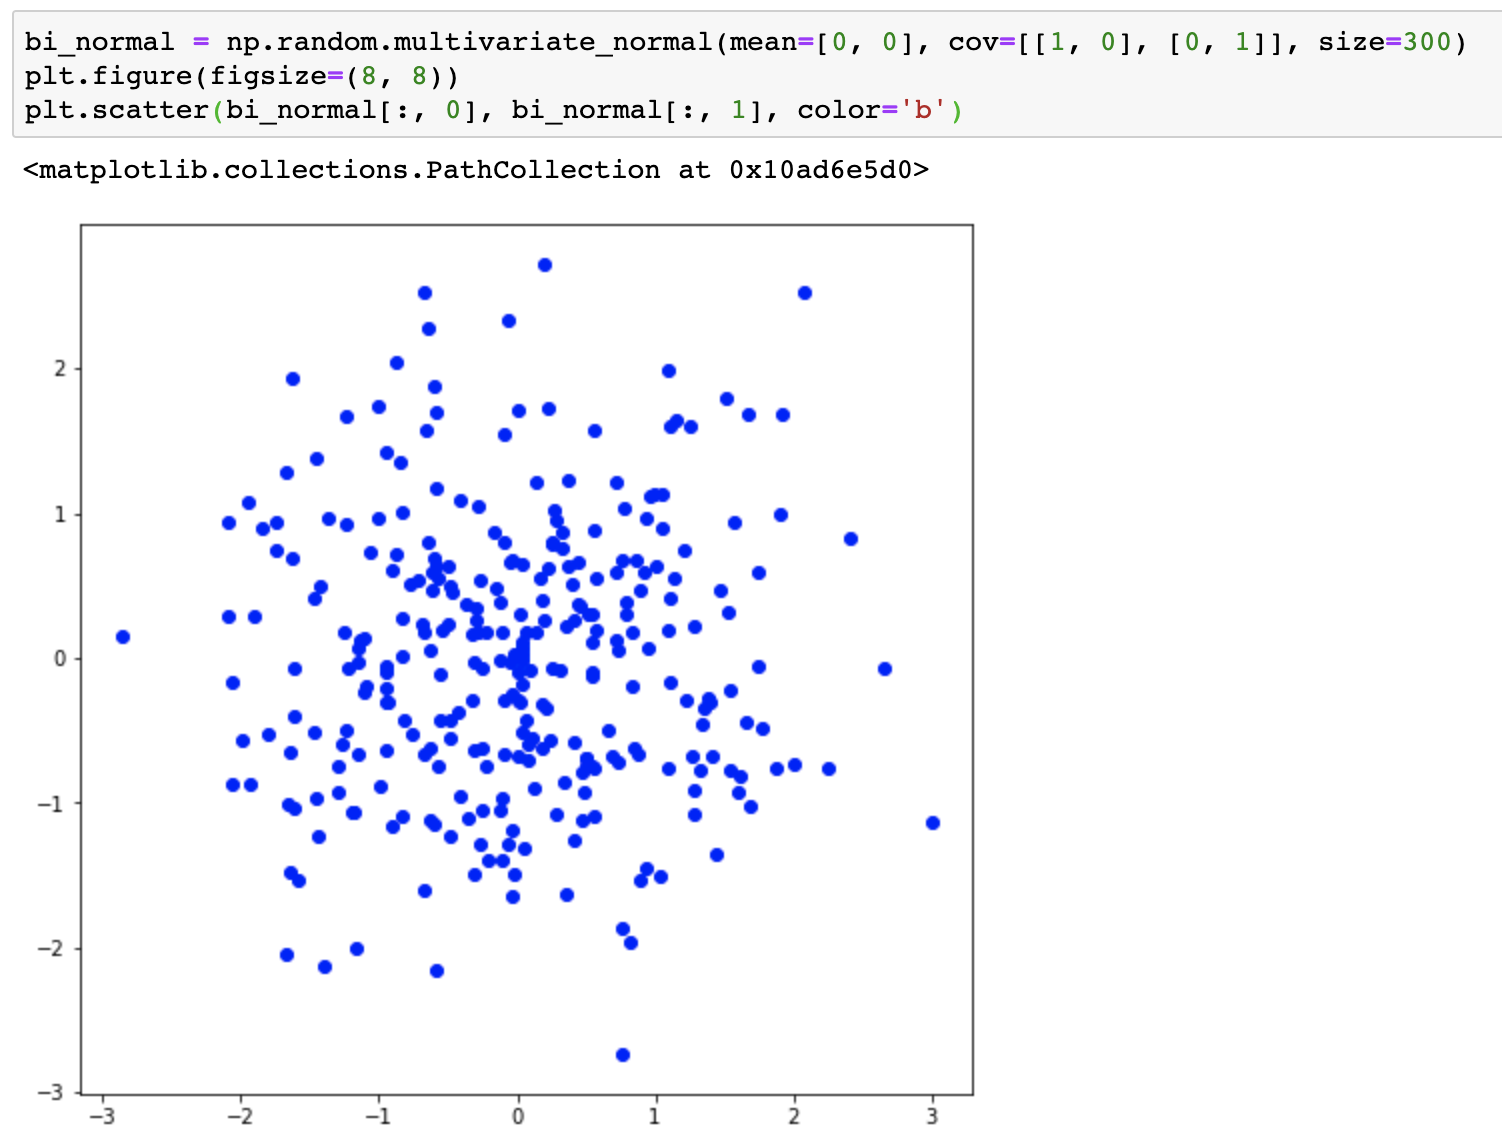 bi_normal = np.random.multivariate_normal(mean=[0, 0], cov=[[1, 0], [0, 1]], size=300)
plt.figure(figsize=(8, 8))
plt.scatter(bi_normal[:, 0], bi_normal[:, 1], color='b')
<matplotlib.collections.PathCollection at 0x10ad6e5d0>
2
1
0
−1
−2
−3
−3 −2 −1 0 1 2 3